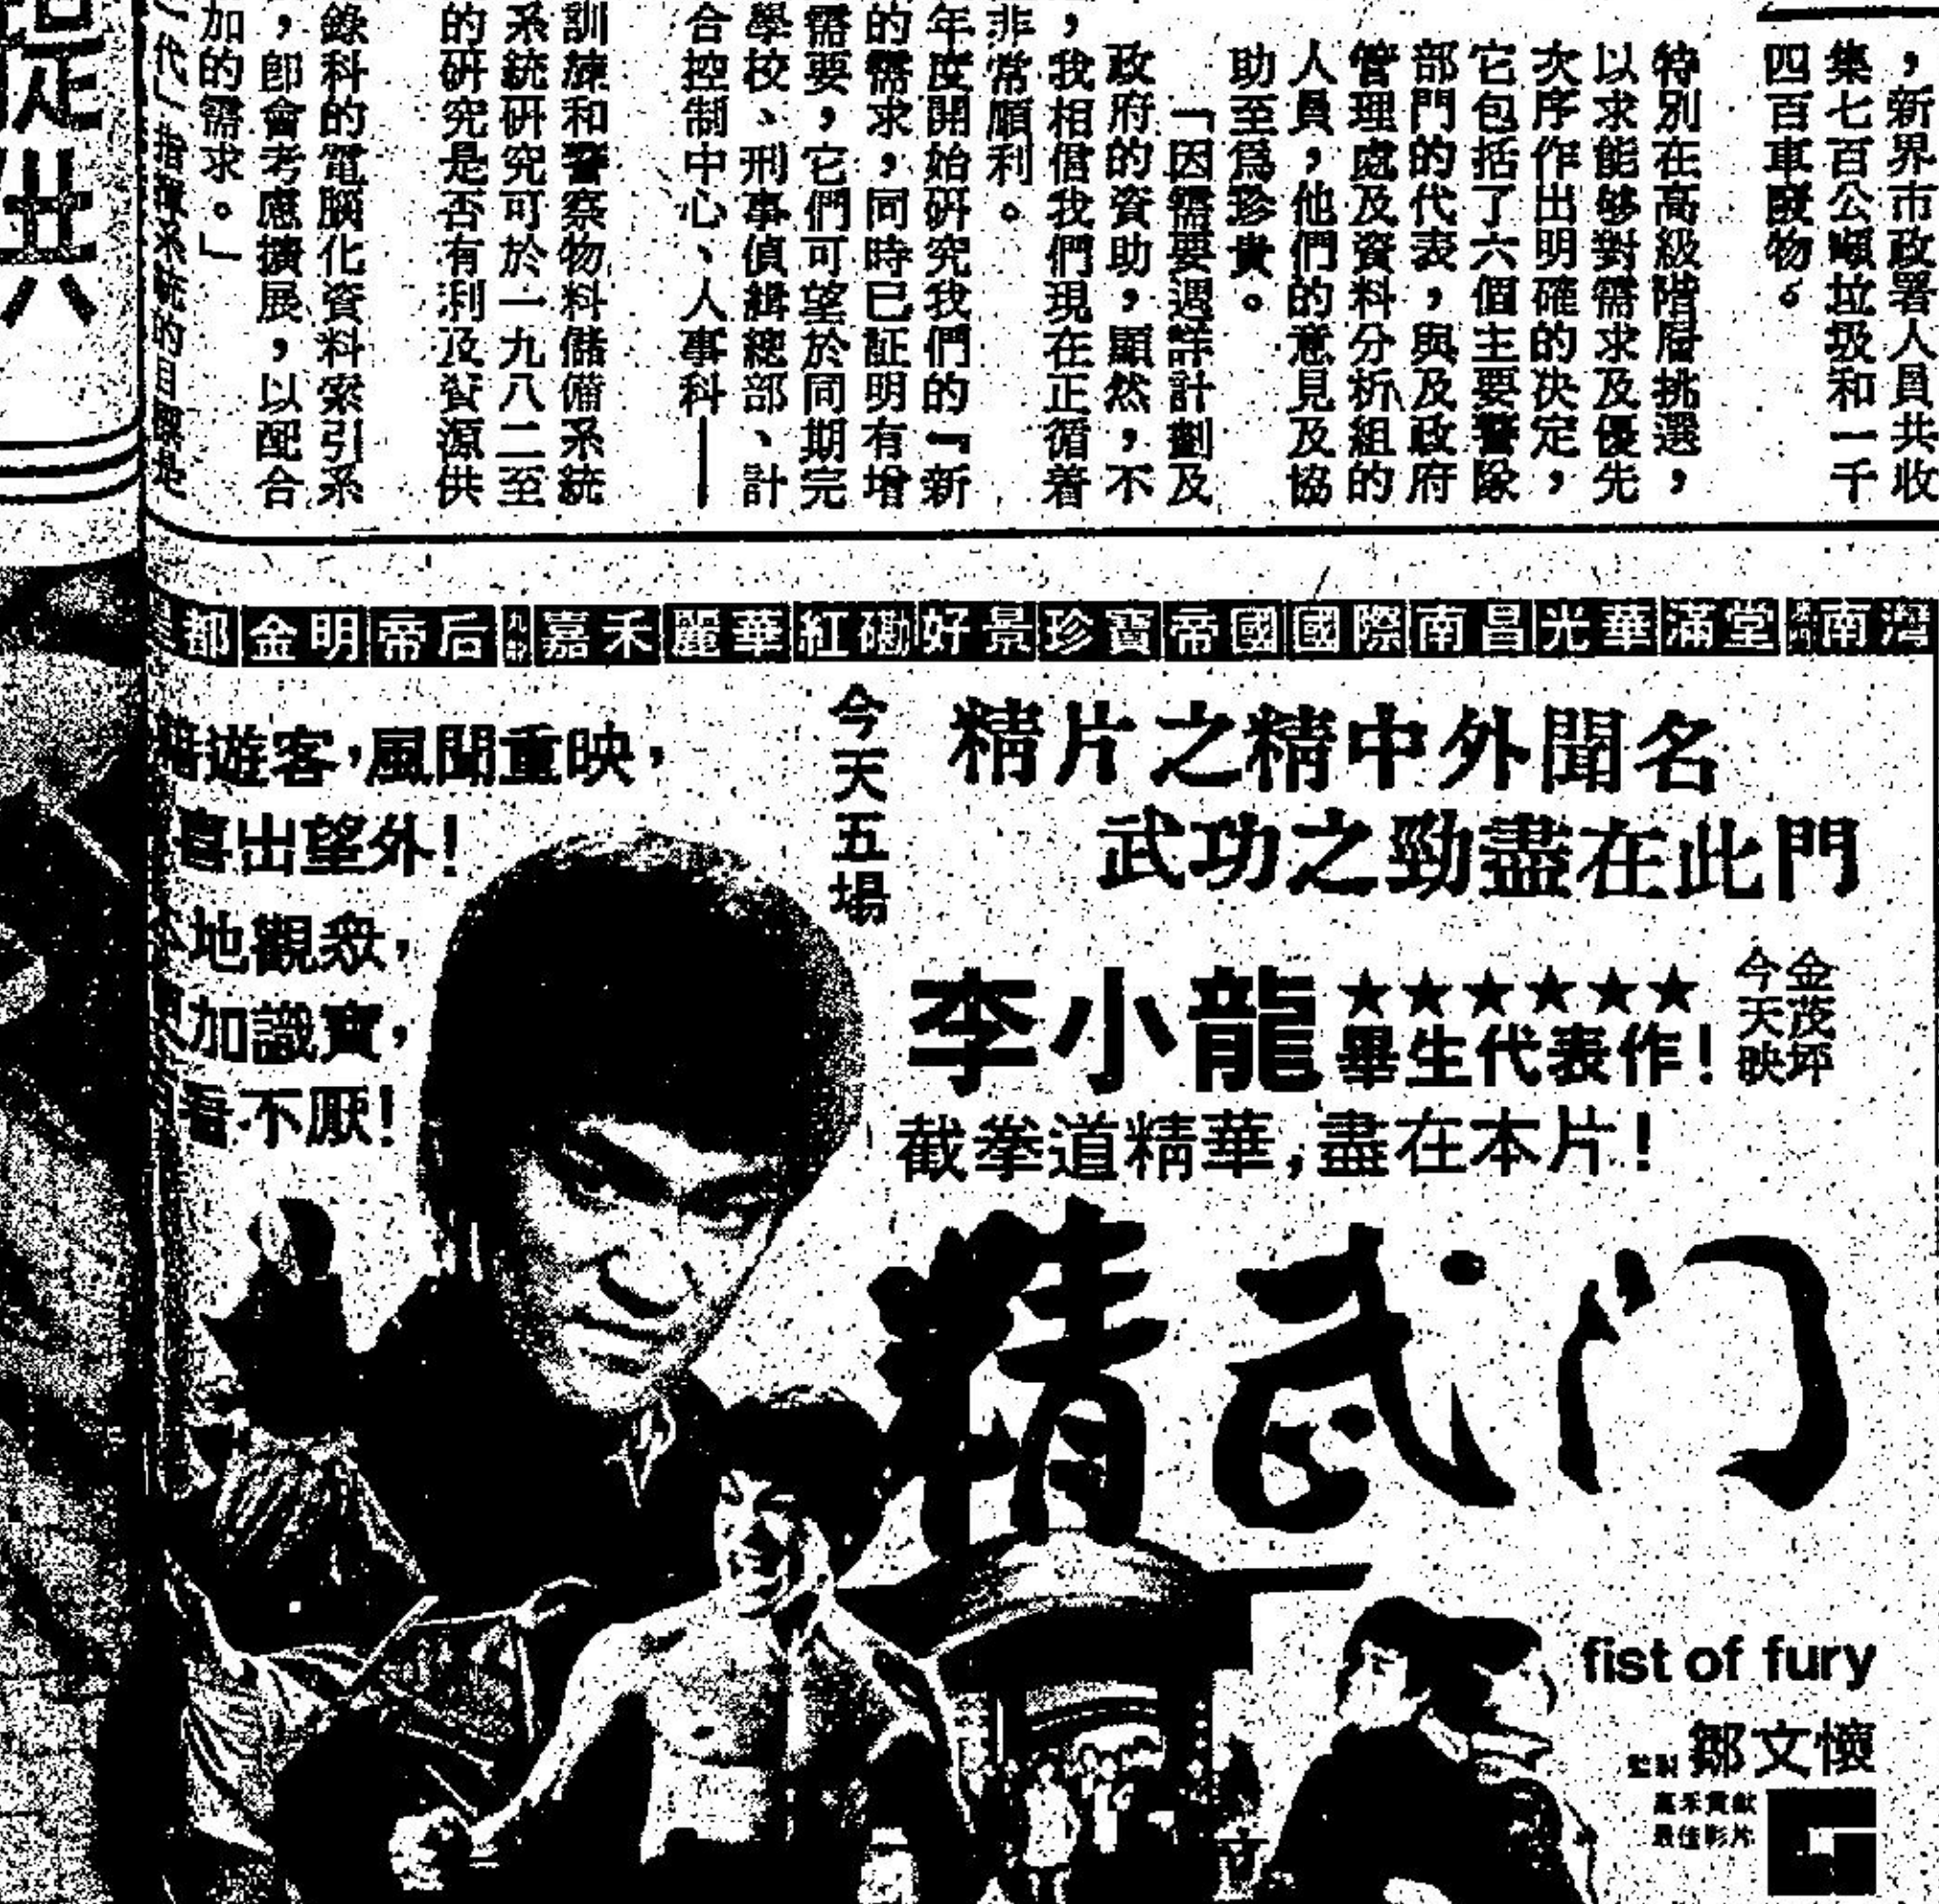 ，新界市政署人員共收
集七百公噸垃圾和一千
四百車廢物。
特別在高級階層挑選，
以求能够對需求及優先
次序作出明確的決定，
它包括了六個主要警隊
部門的代表，與及政府
管理處及資料分析組的
人員，他們的意見及協
助至爲珍貴。
「因需要週詳計劃及
政府的資助，顯然，不
，我相信我們現在正循着
非常順利。
年度開始研究我們的『新
的需求，同時已証明有增
需要，它們可望於同期完
學校、刑事偵緝總部、計
合控制中心、人事科——
訓練和警察物料儲備系統
系統研究可於一九八二至
的研究是否有利及資源供
錄科的電腦化資料索引系
，卽會考慮擴展，以配合
加的需求。」
代」指揮系統的目標是
都 金明 帝后 九龍 嘉禾 麗華 紅磡 好景 珍寶 帝國 國際 南昌 光華 滿堂 南灣
精片之精中外聞名
武功之勁盡在此門
今天五場
遊客，風聞重映，
喜出望外！
本地觀衆，
更加識寶，
看不厭！
李小龍★★★★★★
畢生代表作！
金茂坪
今天映
截拳道精華，盡在本片！
精武门
fist of fury
監製 鄒文懷
嘉禾貢獻
最佳影片